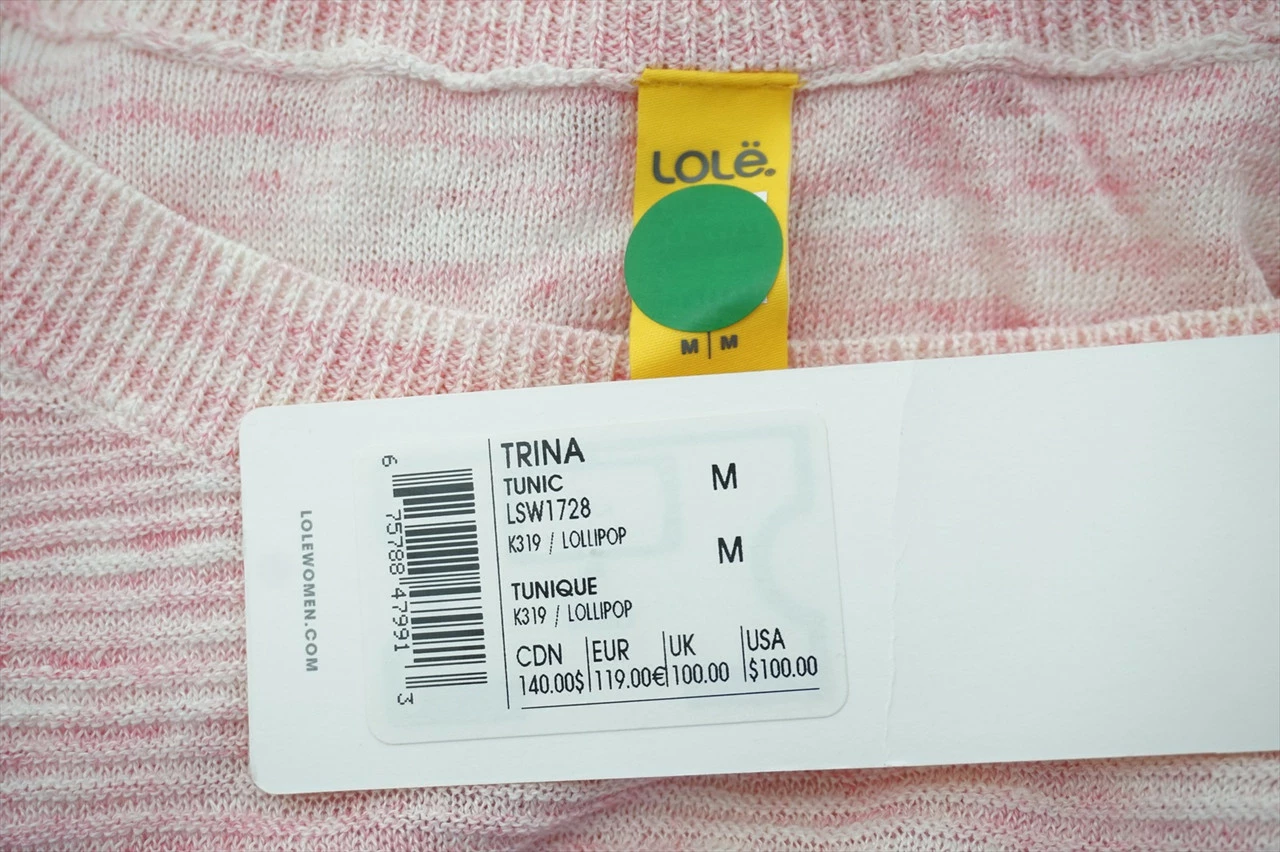 LOLË.
M | M
LOLEWOMEN.COM
6 75788 47991 3
TRINA
TUNIC
LSW1728
K319 / LOLLIPOP
M
M
TUNIQUE
K319 / LOLLIPOP
CDN | EUR | UK | USA
140.00$ | 119.00€ | 100.00 | $100.00